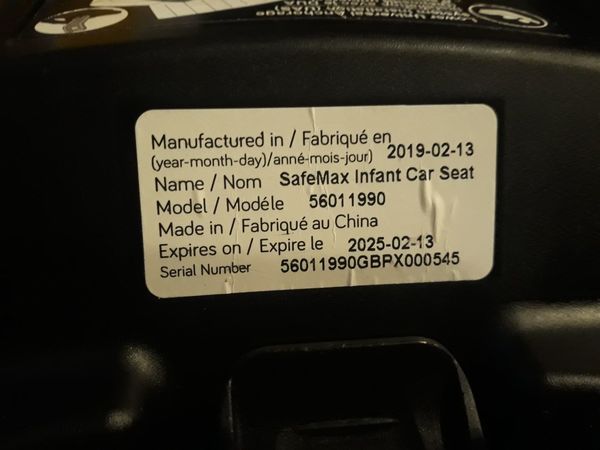 Manufactured in / Fabriqué en
(year-month-day)/anné-mois-jour) 2019-02-13
Name / Nom SafeMax Infant Car Seat
Model / Modéle 56011990
Made in / Fabriqué au China
Expires on / Expire le 2025-02-13
Serial Number 56011990GBPX000545